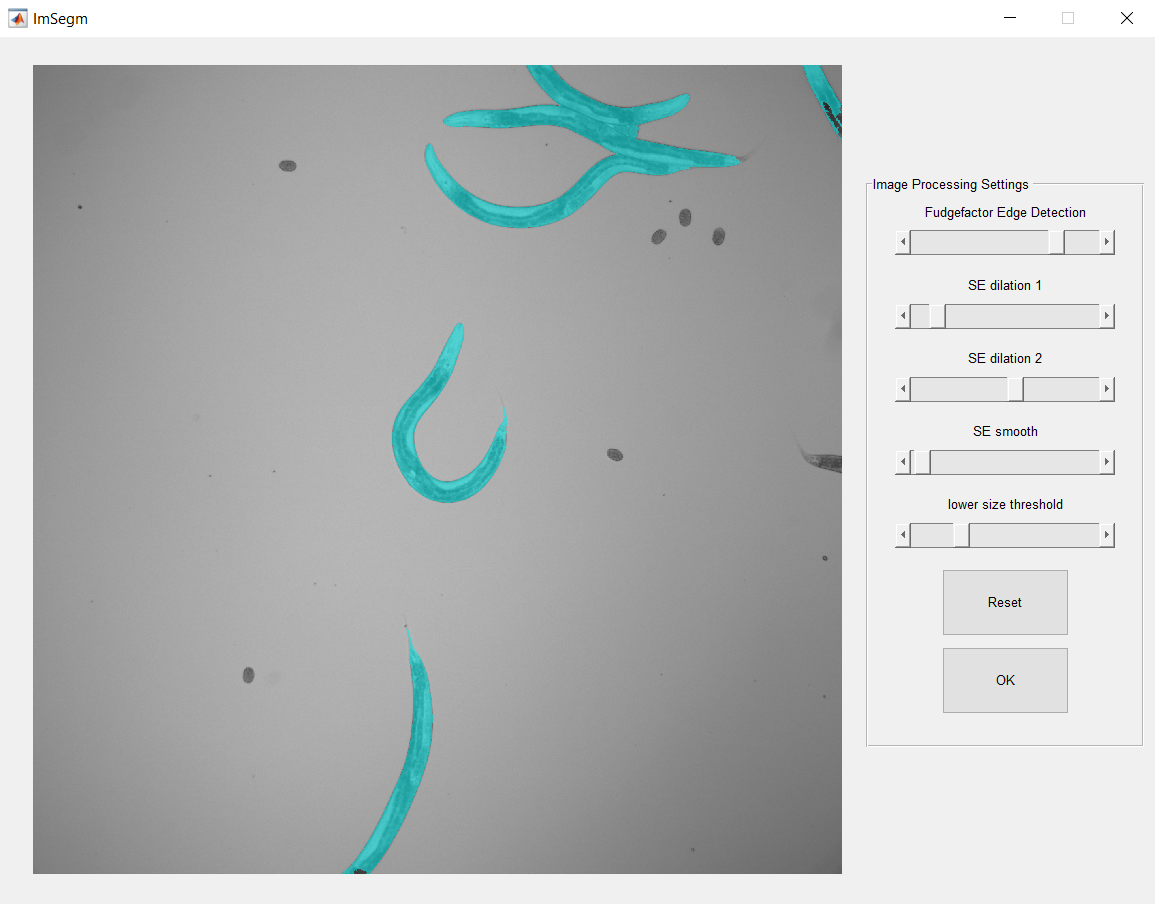 ImSegm
Image Processing Settings
Fudgefactor Edge Detection
SE dilation 1
SE dilation 2
SE smooth
lower size threshold
Reset
OK